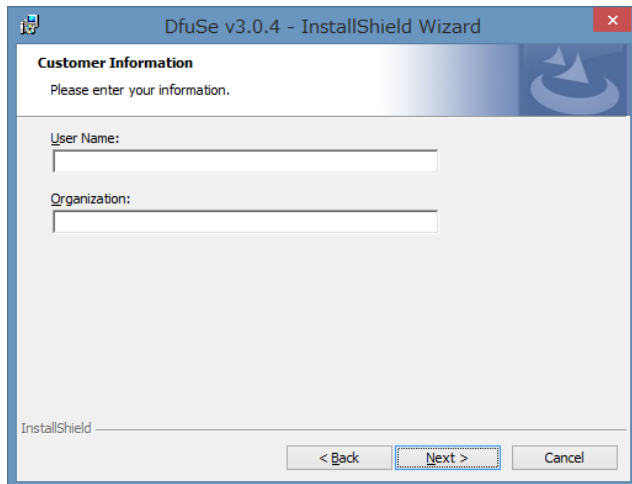 DfuSe v3.0.4 - InstallShield Wizard
Customer Information
Please enter your information.
User Name:
Organization:
InstallShield
< Back Next > Cancel